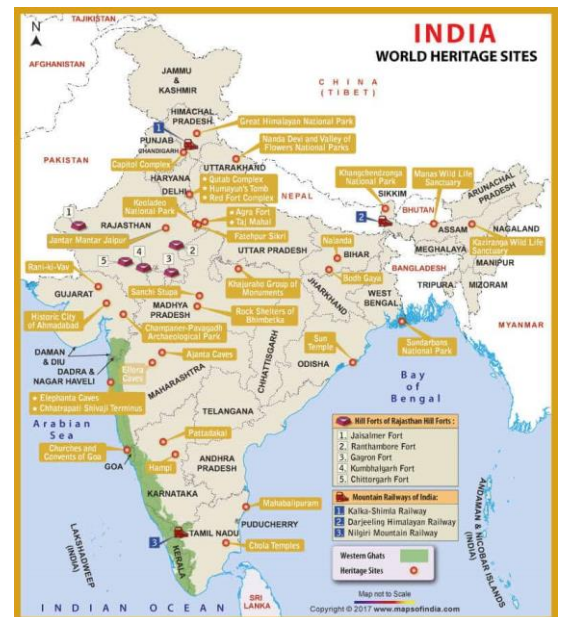 TAJIKISTAN
N
INDIA
WORLD HERITAGE SITES
AFGHANISTAN
JAMMU
& KASHMIR
C H I N A
( T I B E T )
HIMACHAL
PRADESH
Great Himalayan National Park
1
PUNJAB
CHANDIGARH
Nanda Devi and Valley of
Flowers National Parks
PAKISTAN
Capitol Complex
UTTARAKHAND
HARYANA
Qutab Complex
Humayun's Tomb
Red Fort Complex
DELHI
Khangchendzonga
National Park
Manas Wild Life
Sanctuary
ARUNACHAL
PRADESH
Keoladeo
National Park
NEPAL
SIKKIM
BHUTAN
1
RAJASTHAN
Agra Fort
Taj Mahal
2
ASSAM
NAGALAND
Jantar Mantar Jaipur
Fatehpur Sikri
UTTAR PRADESH
Nalanda
MEGHALAYA
Kaziranga Wild Life
Sanctuary
5
4
3
2
BIHAR
MANIPUR
Rani-ki-Vav
Khajuraho Group of
Monuments
Bodh Gaya
BANGLADESH
GUJARAT
Sanchi Stupa
JHARKHAND
WEST
BENGAL
TRIPURA
MIZORAM
MADHYA
PRADESH
Rock Shelters of
Bhimbetka
Historic City
of Ahmadabad
Champaner-Pavagadh
Archaeological Park
MYANMAR
CHHATTISGARH
Sun
Temple
Sundarbans
National Park
DAMAN
& DIU
Ajanta Caves
DADRA &
NAGAR HAVELI
Ellora
Caves
ODISHA
MAHARASHTRA
Bay
of
Bengal
Elephanta Caves
Chhatrapati Shivaji Terminus
TELANGANA
Arabian
Sea
Hill Forts of Rajasthan Hill Forts :
1. Jaisalmer Fort
2. Ranthambore Fort
3. Gagron Fort
4. Kumbhalgarh Fort
5. Chittorgarh Fort
Pattadakal
Churches and
Convents of Goa
GOA
Hampi
ANDHRA
PRADESH
KARNATAKA
Mountain Railways of India:
1 Kalka-Shimla Railway
2 Darjeeling Himalayan Railway
3 Nilgiri Mountain Railway
Mahabalipuram
PUDUCHERRY
ANDAMAN & NICOBAR ISLANDS
(INDIA)
LAKSHADWEEP
(INDIA)
3
TAMIL NADU
Chola Temples
KERALA
Western Ghats
Heritage Sites
SRI
LANKA
Map not to Scale
I N D I A N   O C E A N
Copyright © 2017 www.mapsofindia.com